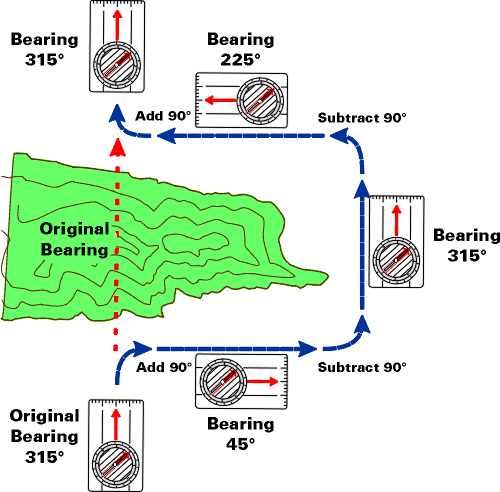 Bearing
315°
Bearing
225°
Add 90°
Subtract 90°
Original
Bearing
Bearing
315°
Add 90°
Subtract 90°
Original
Bearing
315°
Bearing
45°